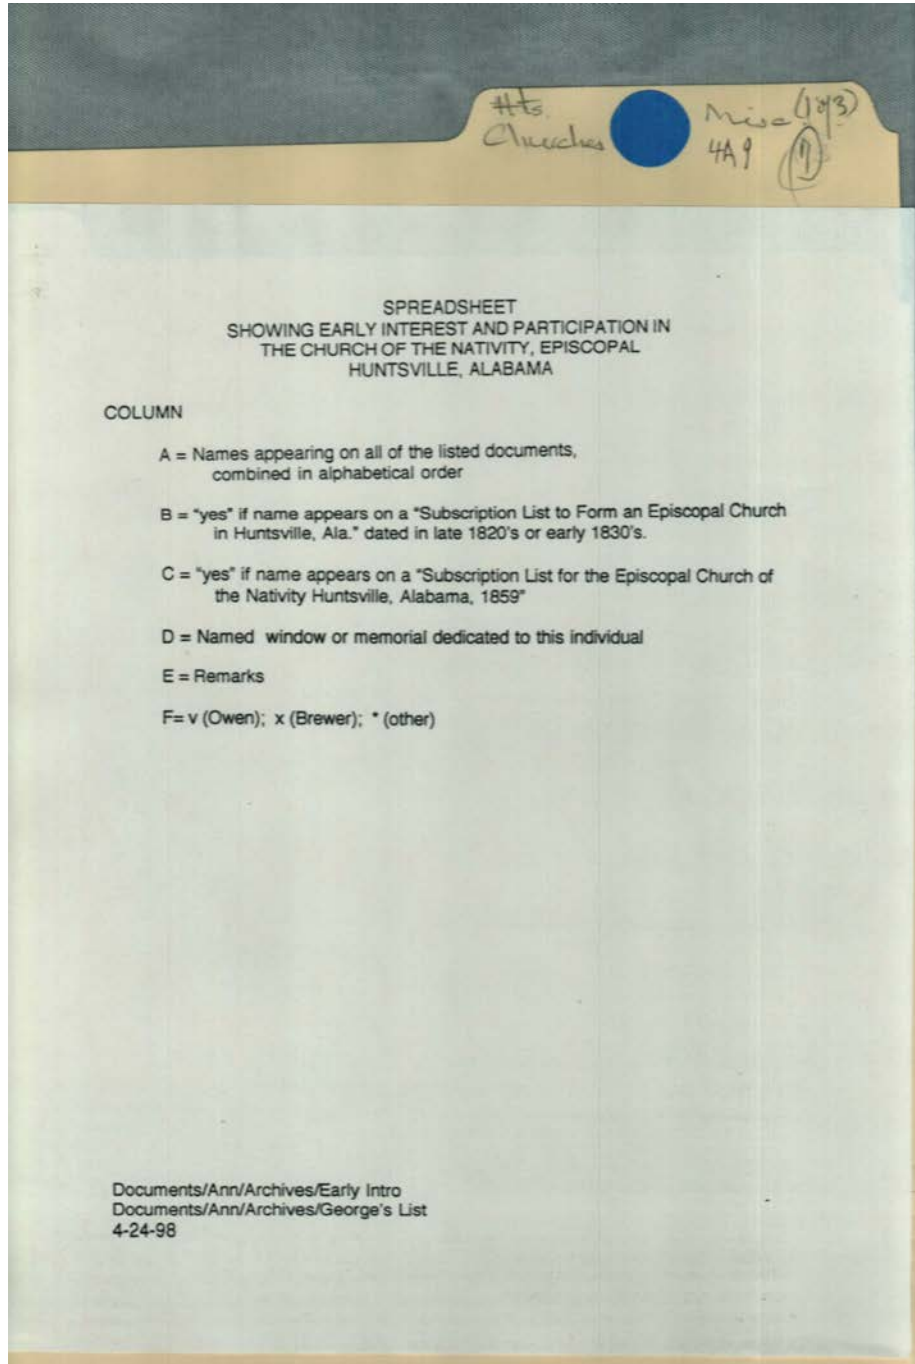 Hts. Misc (1 of 3)
Churches 4A9 (7)
SPREADSHEET
SHOWING EARLY INTEREST AND PARTICIPATION IN
THE CHURCH OF THE NATIVITY, EPISCOPAL
HUNTSVILLE, ALABAMA
COLUMN
A = Names appearing on all of the listed documents,
combined in alphabetical order
B = "yes" if name appears on a "Subscription List to Form an Episcopal Church
in Huntsville, Ala." dated in late 1820's or early 1830's.
C = "yes" if name appears on a "Subscription List for the Episcopal Church of
the Nativity Huntsville, Alabama, 1859"
D = Named window or memorial dedicated to this individual
E = Remarks
F= v (Owen); x (Brewer); * (other)
Documents/Ann/Archives/Early Intro
Documents/Ann/Archives/George's List
4-24-98